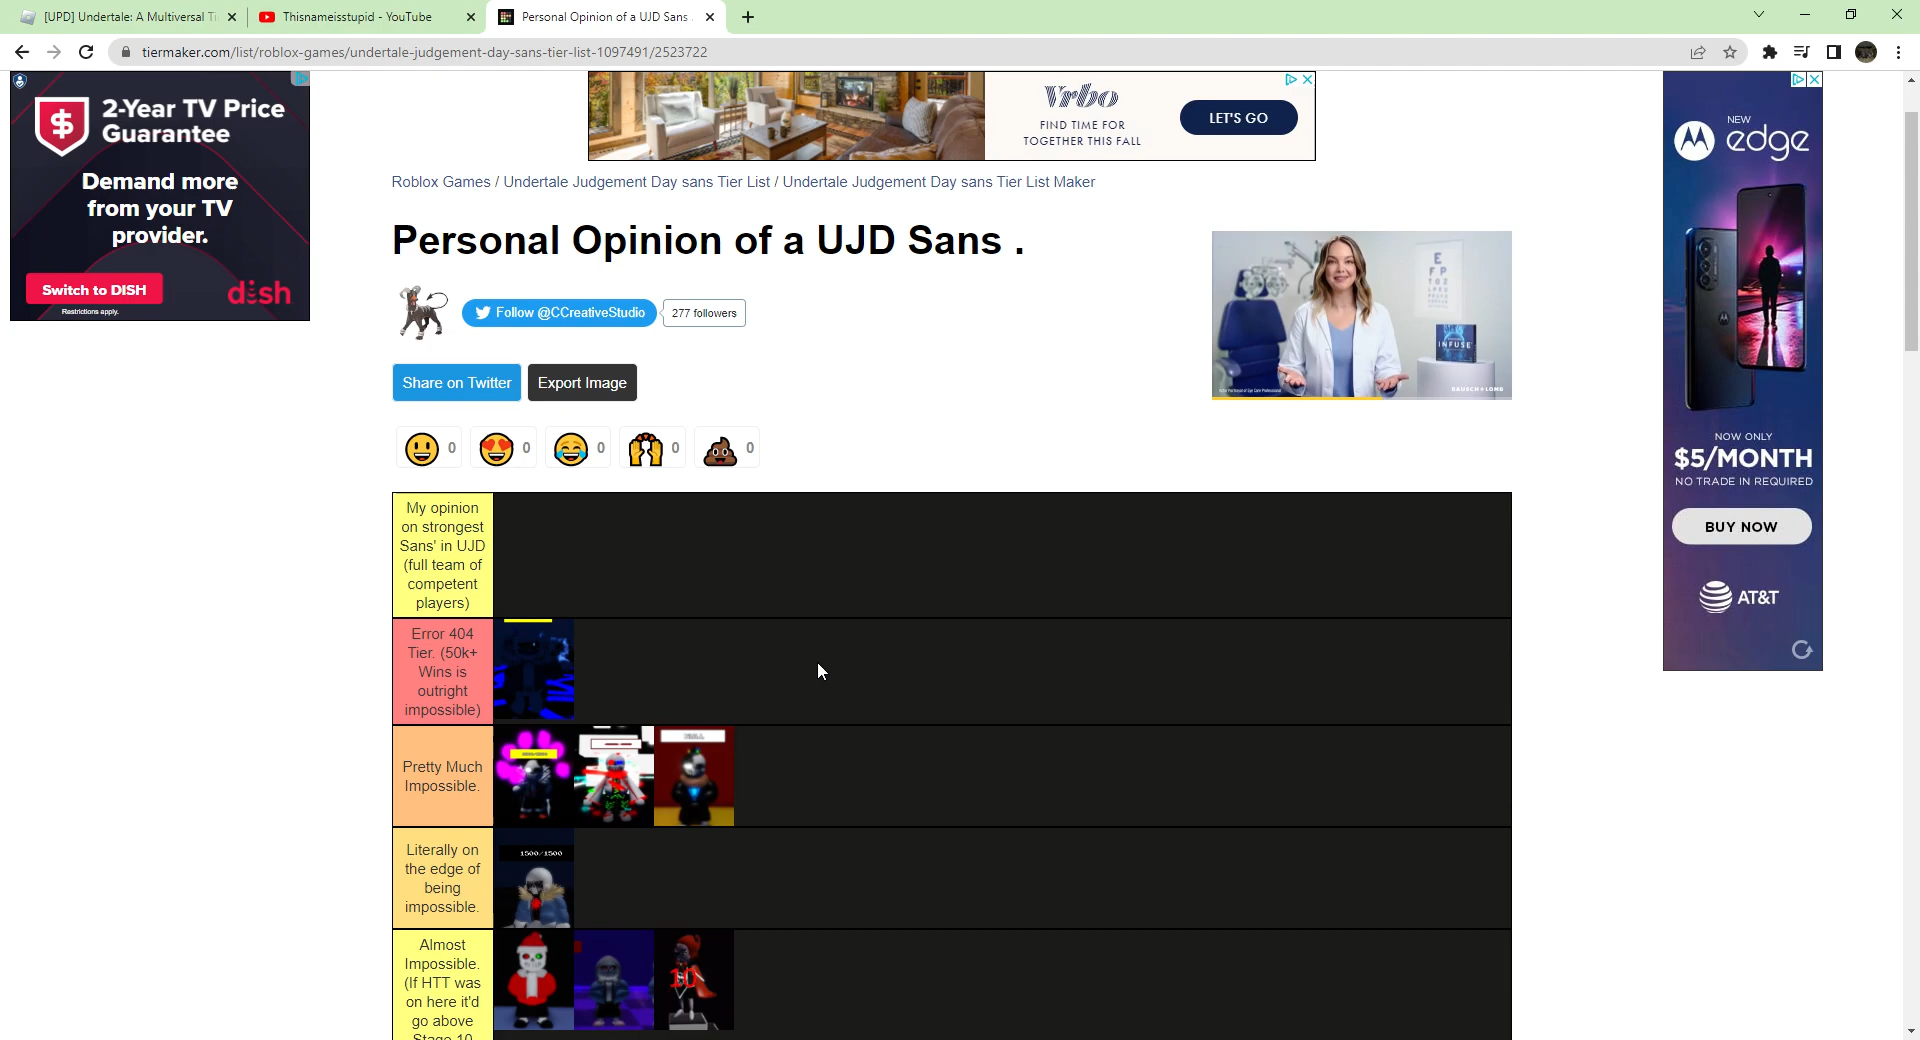 [UPD] Undertale: A Multiversal Ti
Thisnameisstupid - YouTube
Personal Opinion of a UJD Sans .
tiermaker.com/list/roblox-games/undertale-judgement-day-sans-tier-list-1097491/2523722
2-Year TV Price
Guarantee
Demand more
from your TV
provider.
Switch to DISH
dish
Restrictions apply.
Vrbo
FIND TIME FOR
TOGETHER THIS FALL
LET'S GO
Roblox Games / Undertale Judgement Day sans Tier List / Undertale Judgement Day sans Tier List Maker
Personal Opinion of a UJD Sans .
Follow @CCreativeStudio
277 followers
Share on Twitter
Export Image
0
0
0
0
0
E
INFUSE
BAUSCH + LOMB
NEW
edge
NOW ONLY
$5/MONTH
NO TRADE IN REQUIRED
BUY NOW
AT&T
My opinion
on strongest
Sans' in UJD
(full team of
competent
players)
Error 404
Tier. (50k+
Wins is
outright
impossible)
Pretty Much
Impossible.
NULL
Literally on
the edge of
being
impossible.
1500/1500
Almost
Impossible.
(If HTT was
on here it'd
go above
Stage 10